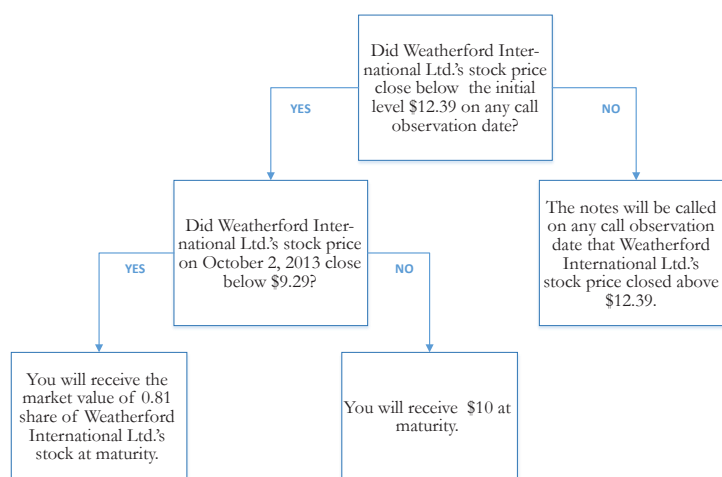 Did Weatherford Inter-
national Ltd.'s stock price
close below the initial
level $12.39 on any call
observation date?
YES
NO
Did Weatherford Inter-
national Ltd.'s stock price
on October 2, 2013 close
below $9.29?
The notes will be called
on any call observation
date that Weatherford
International Ltd.'s
stock price closed above
$12.39.
YES
NO
You will receive the
market value of 0.81
share of Weatherford
International Ltd.'s
stock at maturity.
You will receive $10 at
maturity.